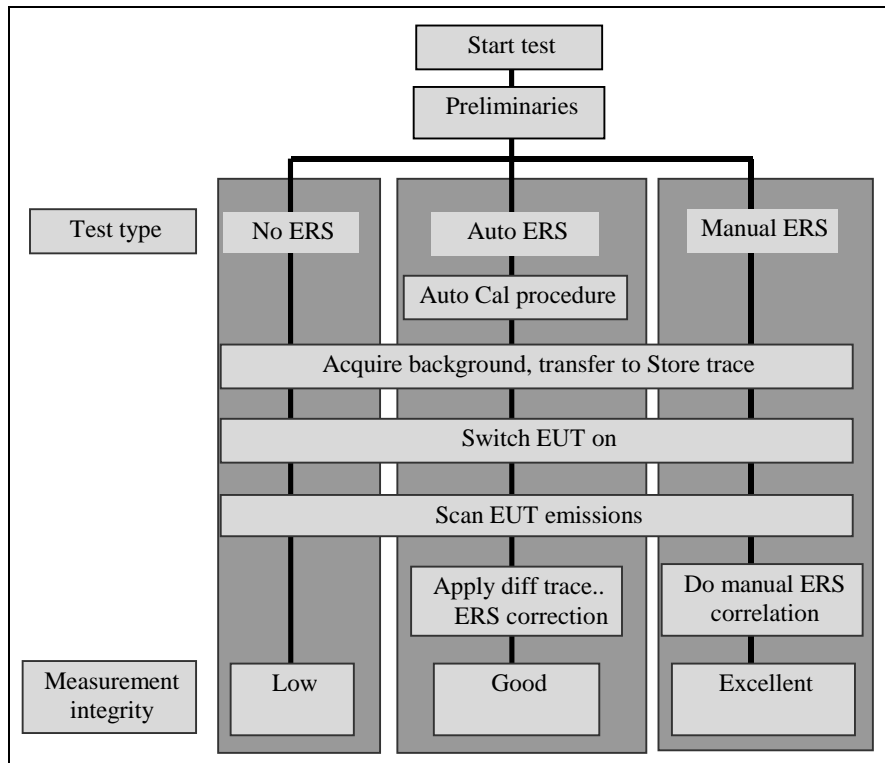 Start test
Preliminaries
Test type
No ERS
Auto ERS
Manual ERS
Auto Cal procedure
Acquire background, transfer to Store trace
Switch EUT on
Scan EUT emissions
Apply diff trace..
ERS correction
Do manual ERS
correlation
Measurement
integrity
Low
Good
Excellent